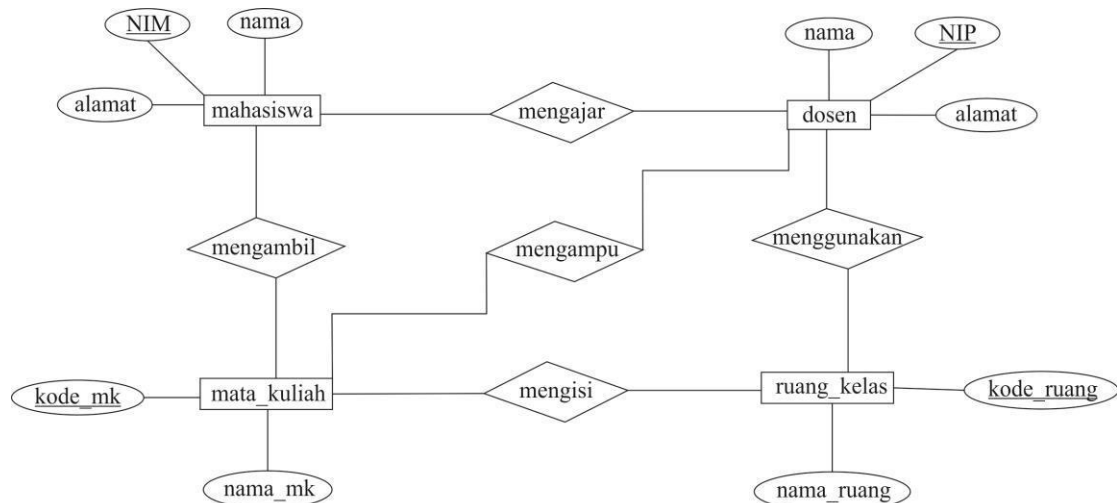 NIM
nama
nama
NIP
alamat
mahasiswa
mengajar
dosen
alamat
mengambil
mengampu
menggunakan
kode_mk
mata_kuliah
mengisi
ruang_kelas
kode_ruang
nama_mk
nama_ruang